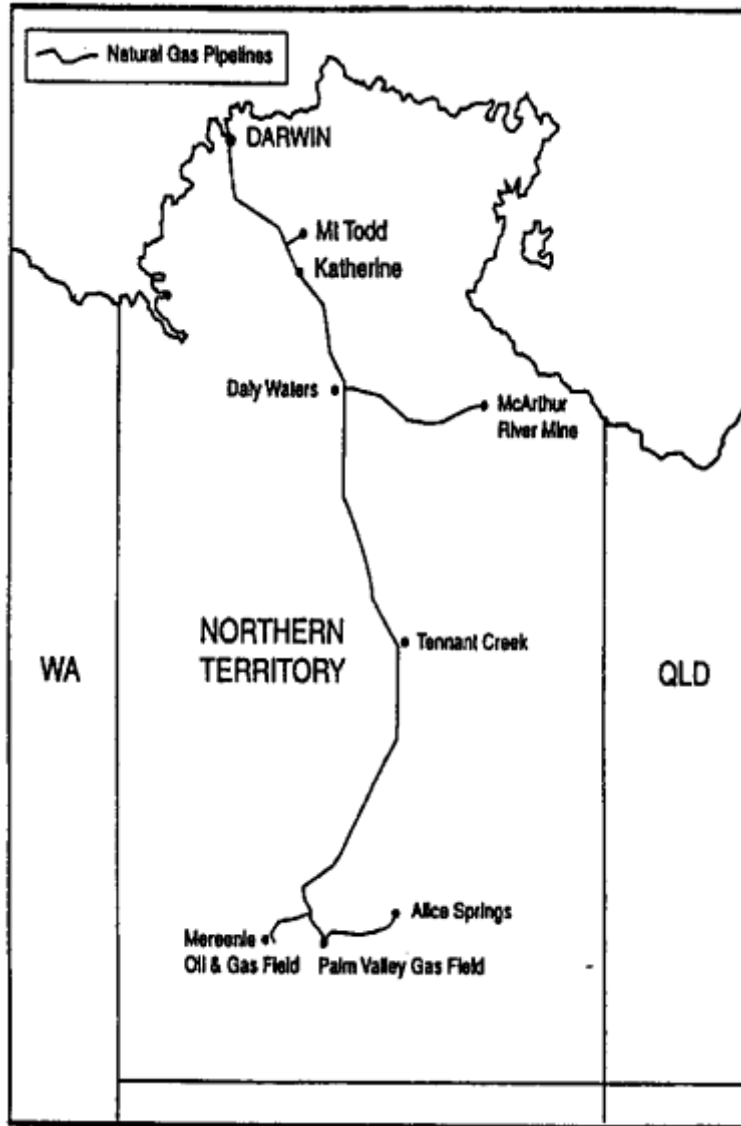 Natural Gas Pipelines
DARWIN
Mt Todd
Katherine
Daly Waters
McArthur
River Mine
NORTHERN
TERRITORY
Tennant Creek
WA
QLD
Alice Springs
Mereenie
Oil & Gas Field
Palm Valley Gas Field